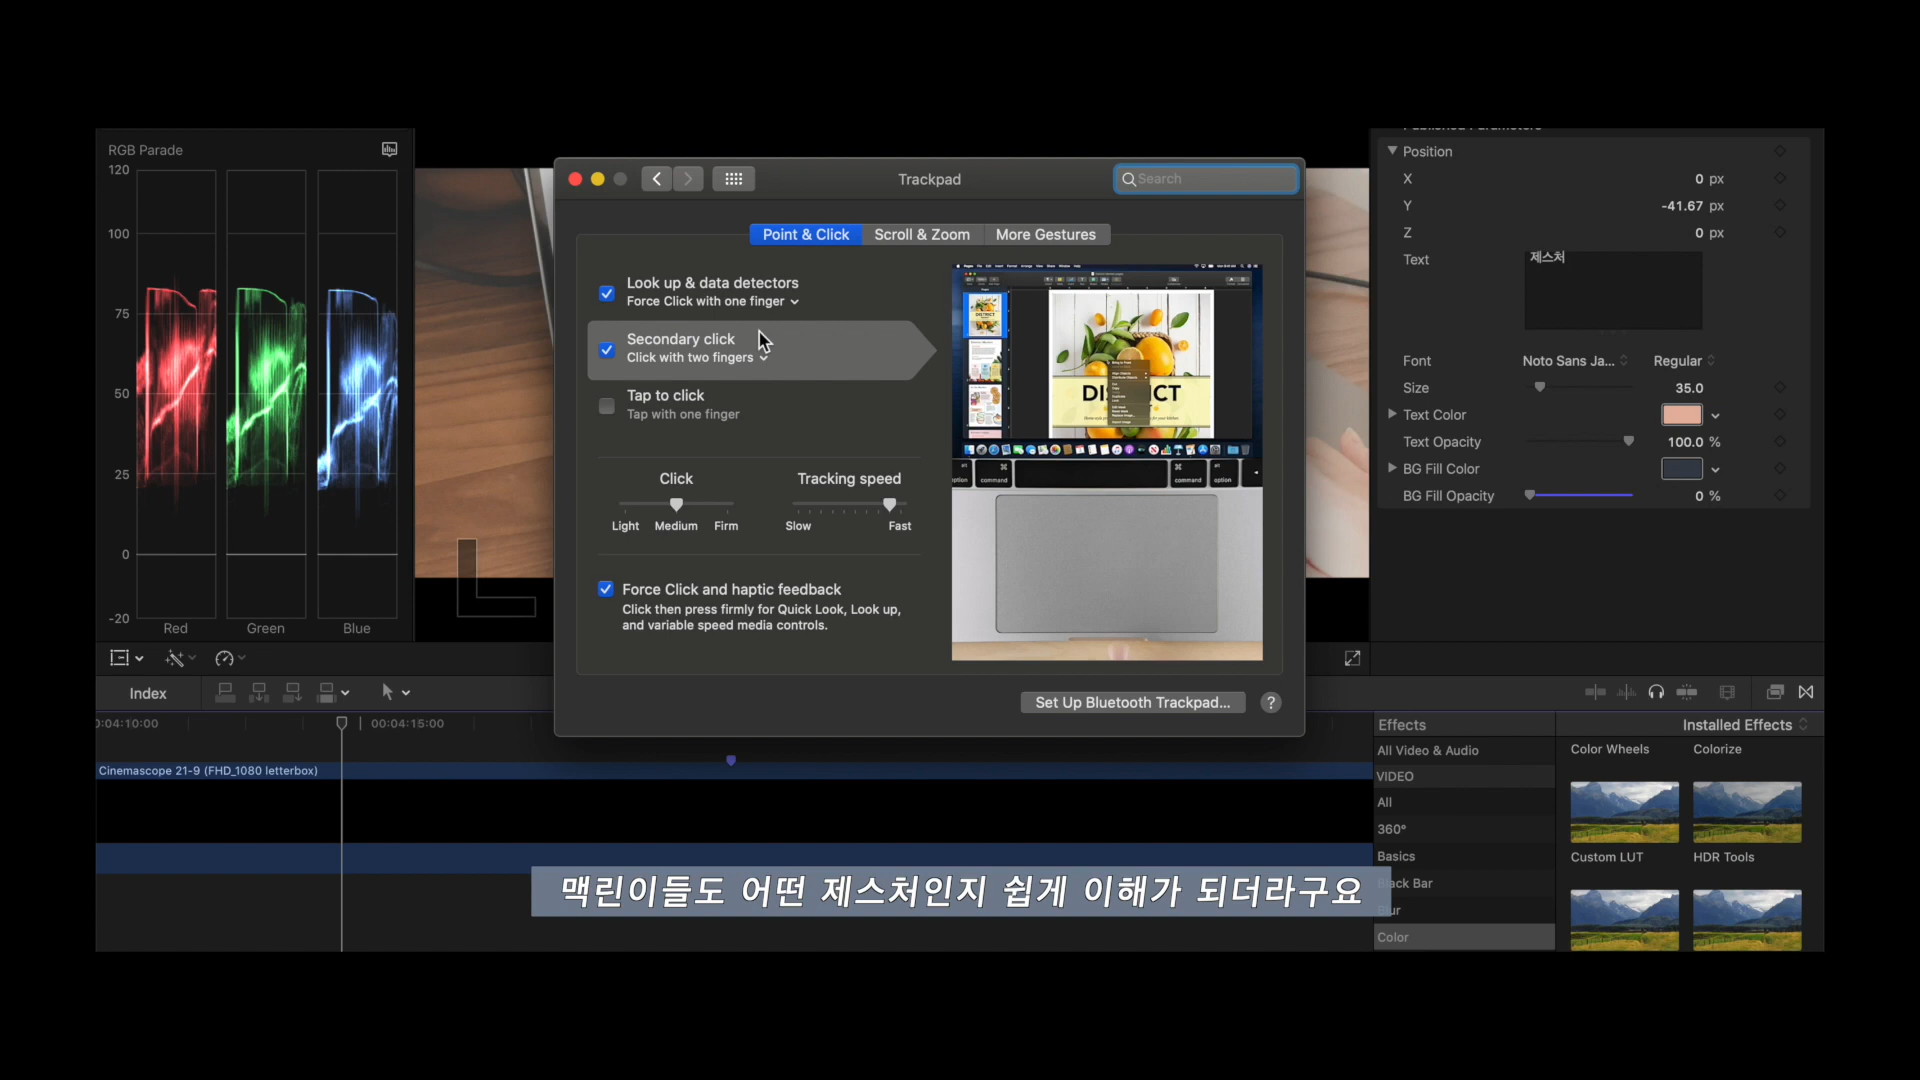 RGB Parade
120
100
75
50
25
0
-20
Red
Green
Blue
Trackpad
Search
Point & Click
Scroll & Zoom
More Gestures
Look up & data detectors
Force Click with one finger
Secondary click
Click with two fingers
Tap to click
Tap with one finger
Click
Light
Medium
Firm
Tracking speed
Slow
Fast
Force Click and haptic feedback
Click then press firmly for Quick Look, Look up,
and variable speed media controls.
option
command
command
option
Set Up Bluetooth Trackpad...
?
Position
X
0 px
Y
-41.67 px
Z
0 px
Text
제스처
Font
Noto Sans Ja...
Regular
Size
35.0
Text Color
Text Opacity
100.0 %
BG Fill Color
BG Fill Opacity
0 %
Index
:04:10:00
00:04:15:00
Cinemascope 21-9 (FHD_1080 letterbox)
Effects
Installed Effects
All Video & Audio
VIDEO
All
360°
Basics
Color
Color Wheels
Colorize
Custom LUT
HDR Tools
맥린이들도 어떤 제스처인지 쉽게 이해가 되더라구요